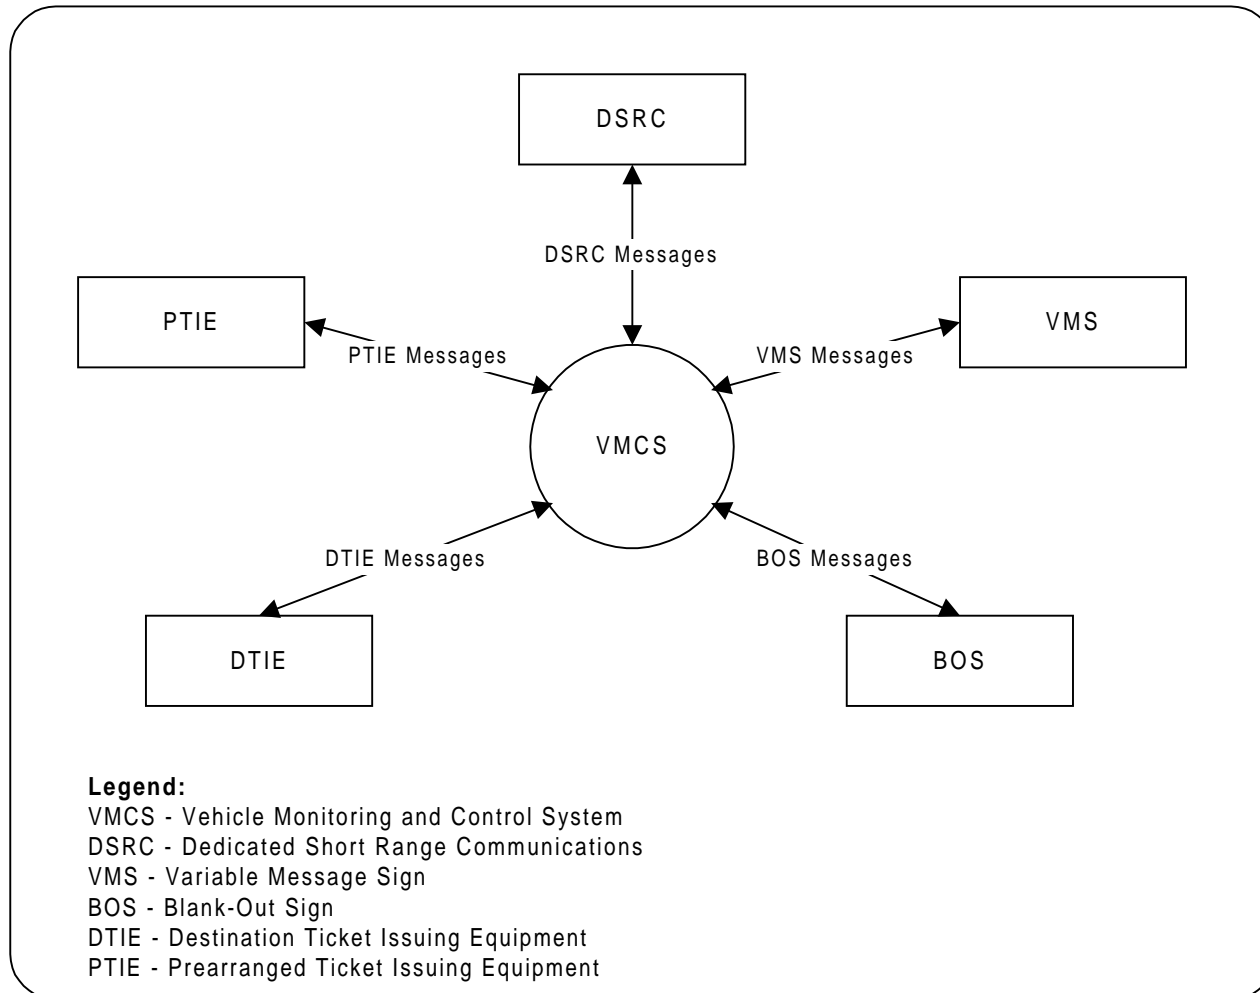 DSRC
DSRC Messages
PTIE
VMS
PTIE Messages
VMS Messages
VMCS
DTIE Messages
BOS Messages
DTIE
BOS
Legend:
VMCS - Vehicle Monitoring and Control System
DSRC - Dedicated Short Range Communications
VMS - Variable Message Sign
BOS - Blank-Out Sign
DTIE - Destination Ticket Issuing Equipment
PTIE - Prearranged Ticket Issuing Equipment